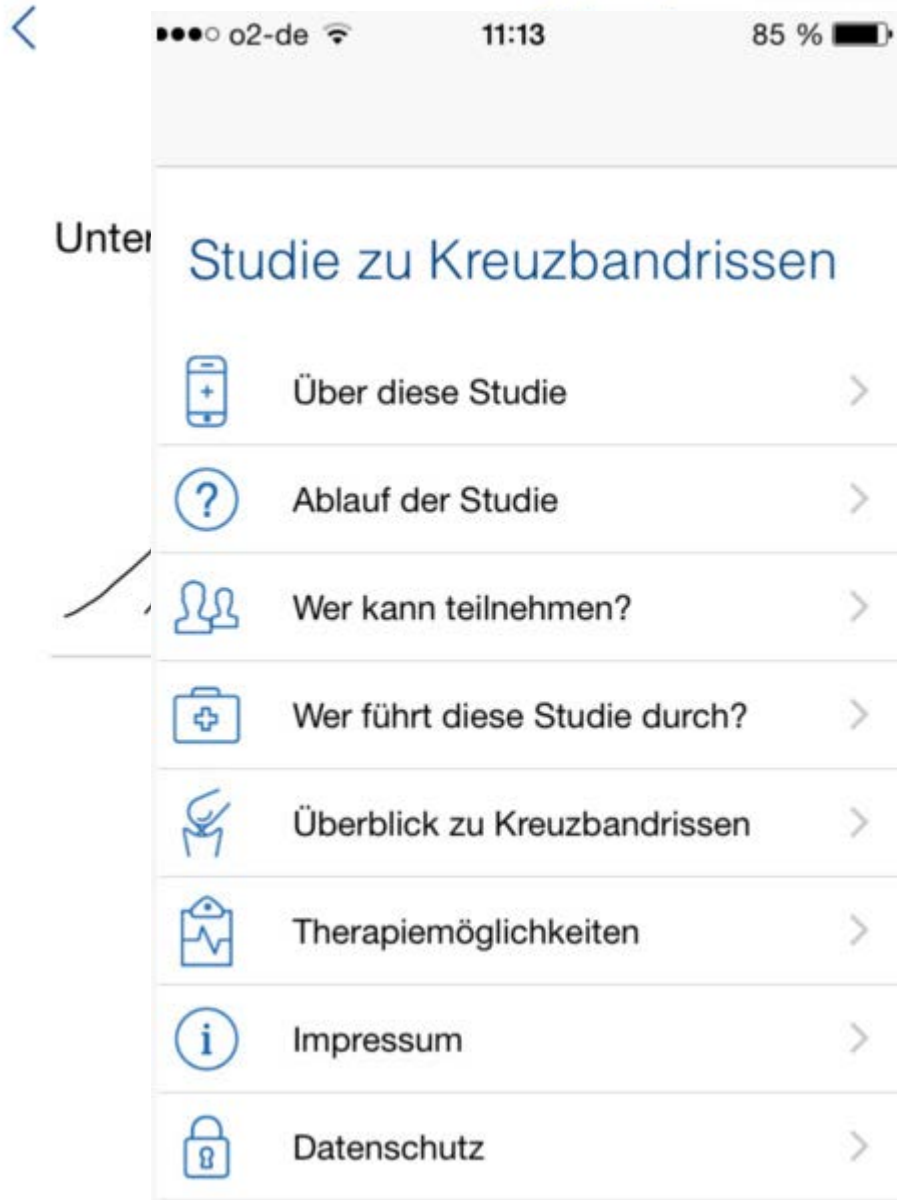 o2-de 11:13 85 %
Studie zu Kreuzbandrissen
Über diese Studie
Ablauf der Studie
Wer kann teilnehmen?
Wer führt diese Studie durch?
Überblick zu Kreuzbandrissen
Therapiemöglichkeiten
Impressum
Datenschutz